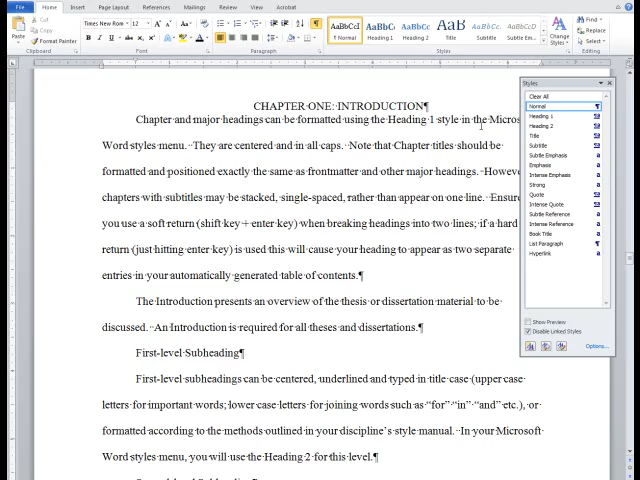 File Home Insert Page Layout References Mailings Review View Acrobat
Cut
Copy
Paste
Format Painter
Clipboard
Times New Rom 12
Font
Paragraph
AaBbCcI AaBbC AaBbCc AaB AaBbCc. AaBbCcD
¶ Normal Heading 1 Heading 2 Title Subtitle Subtle Em...
Styles
Change
Styles
Find
Replace
Select
Editing
CHAPTER·ONE:·INTRODUCTION¶
Chapter·and·major·headings·can·be·formatted·using·the·Heading·1·style·in·the·Micros
Word·styles·menu.··They·are·centered·and·in·all·caps.··Note·that·Chapter·titles·should·be·
formatted·and·positioned·exactly·the·same·as·frontmatter·and·other·major·headings.··Howev
chapters·with·subtitles·may·be·stacked,·single-spaced,·rather·than·appear·on·one·line.··Ensure
you·use·a·soft·return·(shift·key·+·enter·key)·when·breaking·headings·into·two·lines;·if·a·hard
return·(just·hitting·enter·key)·is·used·this·will·cause·your·heading·to·appear·as·two·separate
entries·in·your·automatically·generated·table·of·contents.¶
The·Introduction·presents·an·overview·of·the·thesis·or·dissertation·material·to·be·
discussed.··An·Introduction·is·required·for·all·theses·and·dissertations.¶
First-level·Subheading¶
First-level·subheadings·can·be·centered,·underlined·and·typed·in·title·case·(upper·case·
letters·for·important·words;·lower·case·letters·for·joining·words·such·as·“for”·“in”·“and”·etc.),·or·
formatted·according·to·the·methods·outlined·in·your·discipline’s·style·manual.··In·your·Microsoft·
Word·styles·menu,·you·will·use·the·Heading·2·for·this·level.¶
Styles
Clear All
Normal
Heading 1
Heading 2
Title
Subtitle
Subtle Emphasis
Emphasis
Intense Emphasis
Strong
Quote
Intense Quote
Subtle Reference
Intense Reference
Book Title
List Paragraph
Hyperlink
Show Preview
Disable Linked Styles
Options...